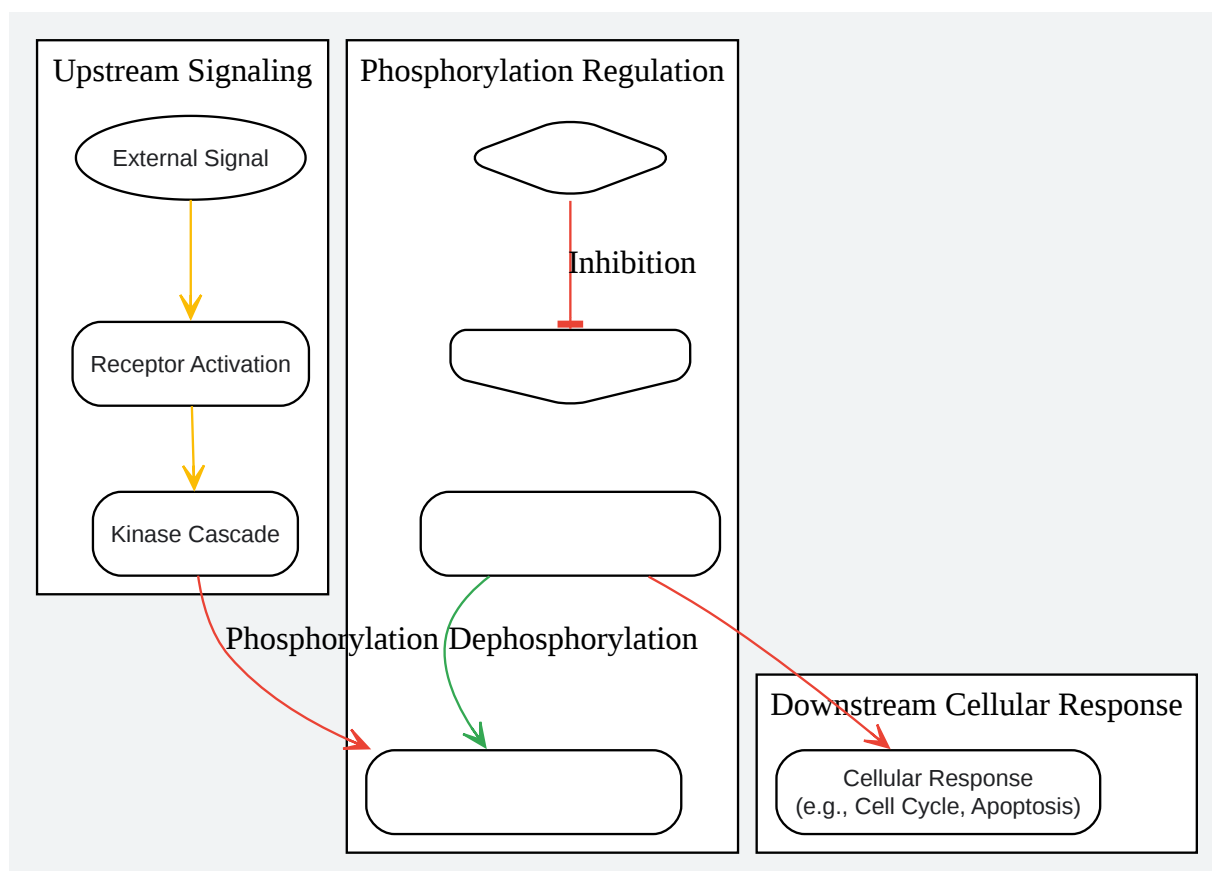 Upstream Signaling
External Signal
Receptor Activation
Kinase Cascade
Phosphorylation Regulation
Inhibition
Phosphorylation
Dephosphorylation
Downstream Cellular Response
Cellular Response
(e.g., Cell Cycle, Apoptosis)